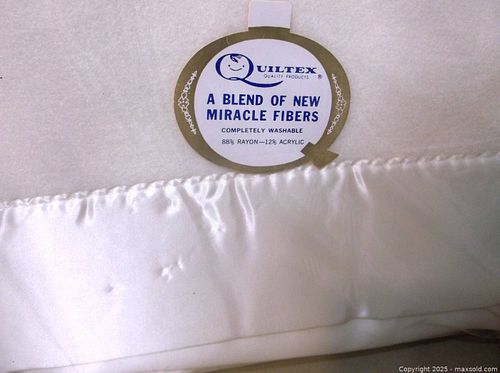 QUILTEX
QUALITY PRODUCTS ®
A BLEND OF NEW
MIRACLE FIBERS
COMPLETELY WASHABLE
88% RAYON—12% ACRYLIC
Copyright 2025 - maxsold.com